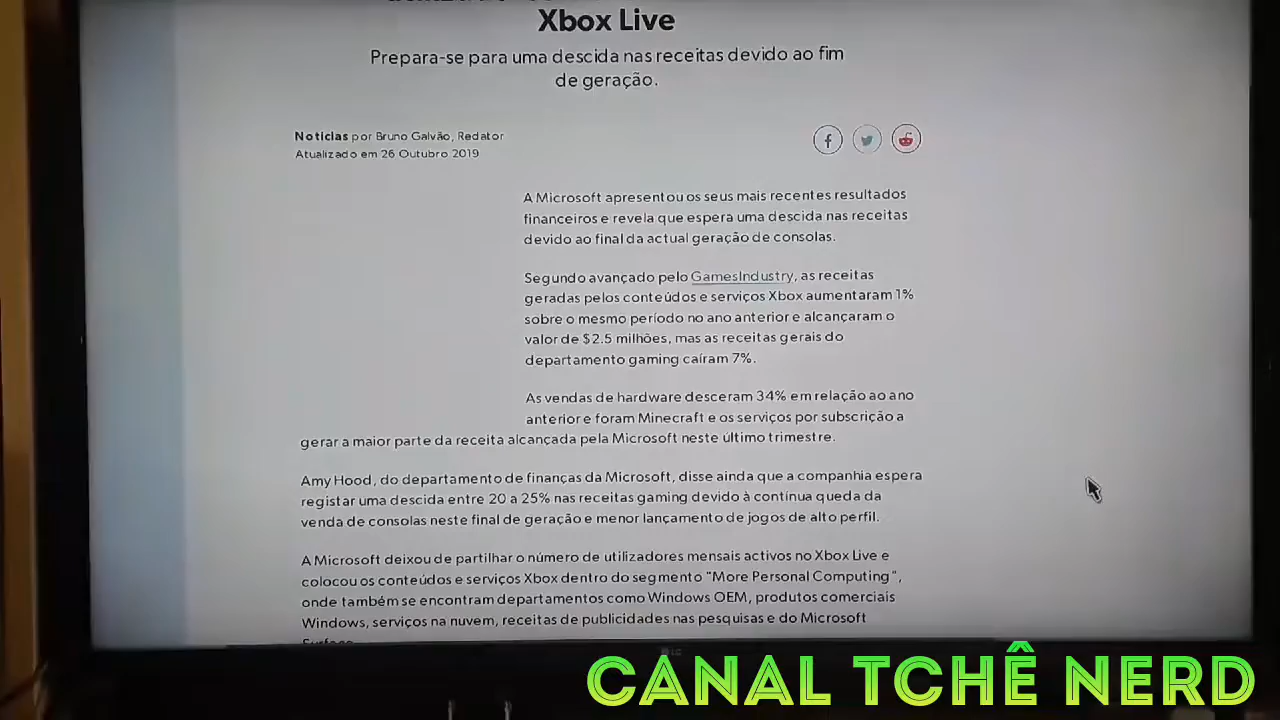 Xbox Live
Prepara-se para uma descida nas receitas devido ao fim
de geração.
Notícias por Bruno Galvão, Redator
Atualizado em 26 Outubro 2019
A Microsoft apresentou os seus mais recentes resultados
financeiros e revela que espera uma descida nas receitas
devido ao final da actual geração de consolas.
Segundo avançado pelo GamesIndustry, as receitas
geradas pelos conteúdos e serviços Xbox aumentaram 1%
sobre o mesmo período no ano anterior e alcançaram o
valor de $2.5 milhões, mas as receitas gerais do
departamento gaming caíram 7%.
As vendas de hardware desceram 34% em relação ao ano
anterior e foram Minecraft e os serviços por subscrição a
gerar a maior parte da receita alcançada pela Microsoft neste último trimestre.
Amy Hood, do departamento de finanças da Microsoft, disse ainda que a companhia espera
registar uma descida entre 20 a 25% nas receitas gaming devido à contínua queda da
venda de consolas neste final de geração e menor lançamento de jogos de alto perfil.
A Microsoft deixou de partilhar o número de utilizadores mensais activos no Xbox Live e
colocou os conteúdos e serviços Xbox dentro do segmento "More Personal Computing",
onde também se encontram departamentos como Windows OEM, produtos comerciais
Windows, serviços na nuvem, receitas de publicidades nas pesquisas e do Microsoft
LG
CANAL TCHÊ NERD